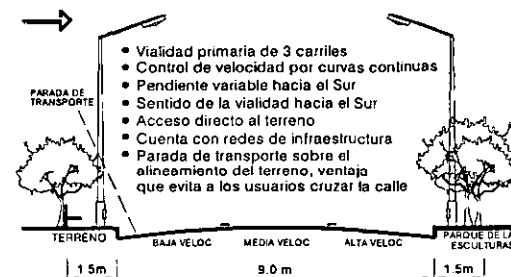 • Vialidad primaria de 3 carriles
• Control de velocidad por curvas continuas
• Pendiente variable hacia el Sur
• Sentido de la vialidad hacia el Sur
• Acceso directo al terreno
• Cuenta con redes de infraestructura
• Parada de transporte sobre el
alineamiento del terreno, ventaja
que evita a los usuarios cruzar la calle
PARADA DE
TRANSPORTE
TERRENO
BAJA VELOC
MEDIA VELOC
ALTA VELOC
PARQUE DE LA
ESCULTURAS
1 5m
9.0 m
1.5m